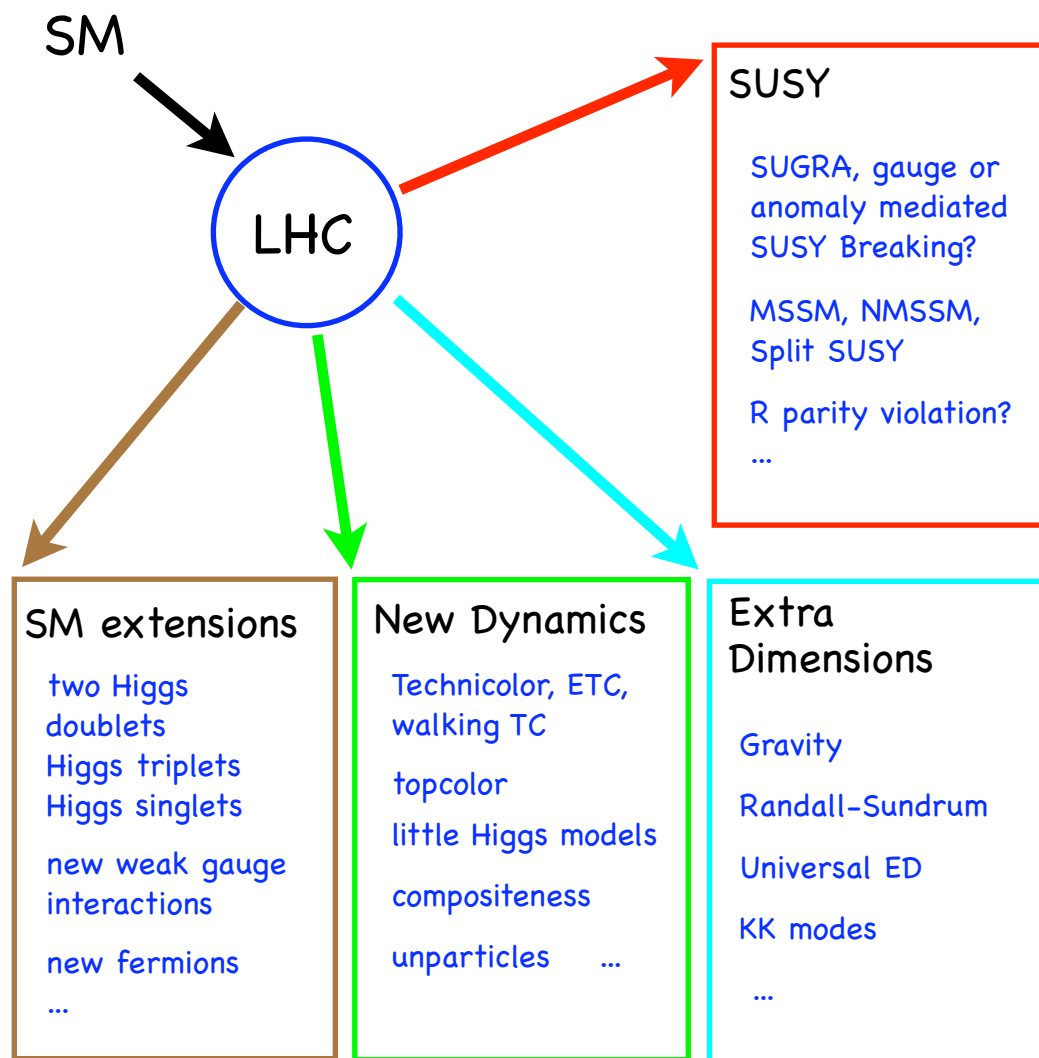 SM
LHC
SUSY
SUGRA, gauge or
anomaly mediated
SUSY Breaking?
MSSM, NMSSM,
Split SUSY
R parity violation?
...
SM extensions
two Higgs
doublets
Higgs triplets
Higgs singlets
new weak gauge
interactions
new fermions
...
New Dynamics
Technicolor, ETC,
walking TC
topcolor
little Higgs models
compositeness
unparticles ...
Extra
Dimensions
Gravity
Randall-Sundrum
Universal ED
KK modes
...